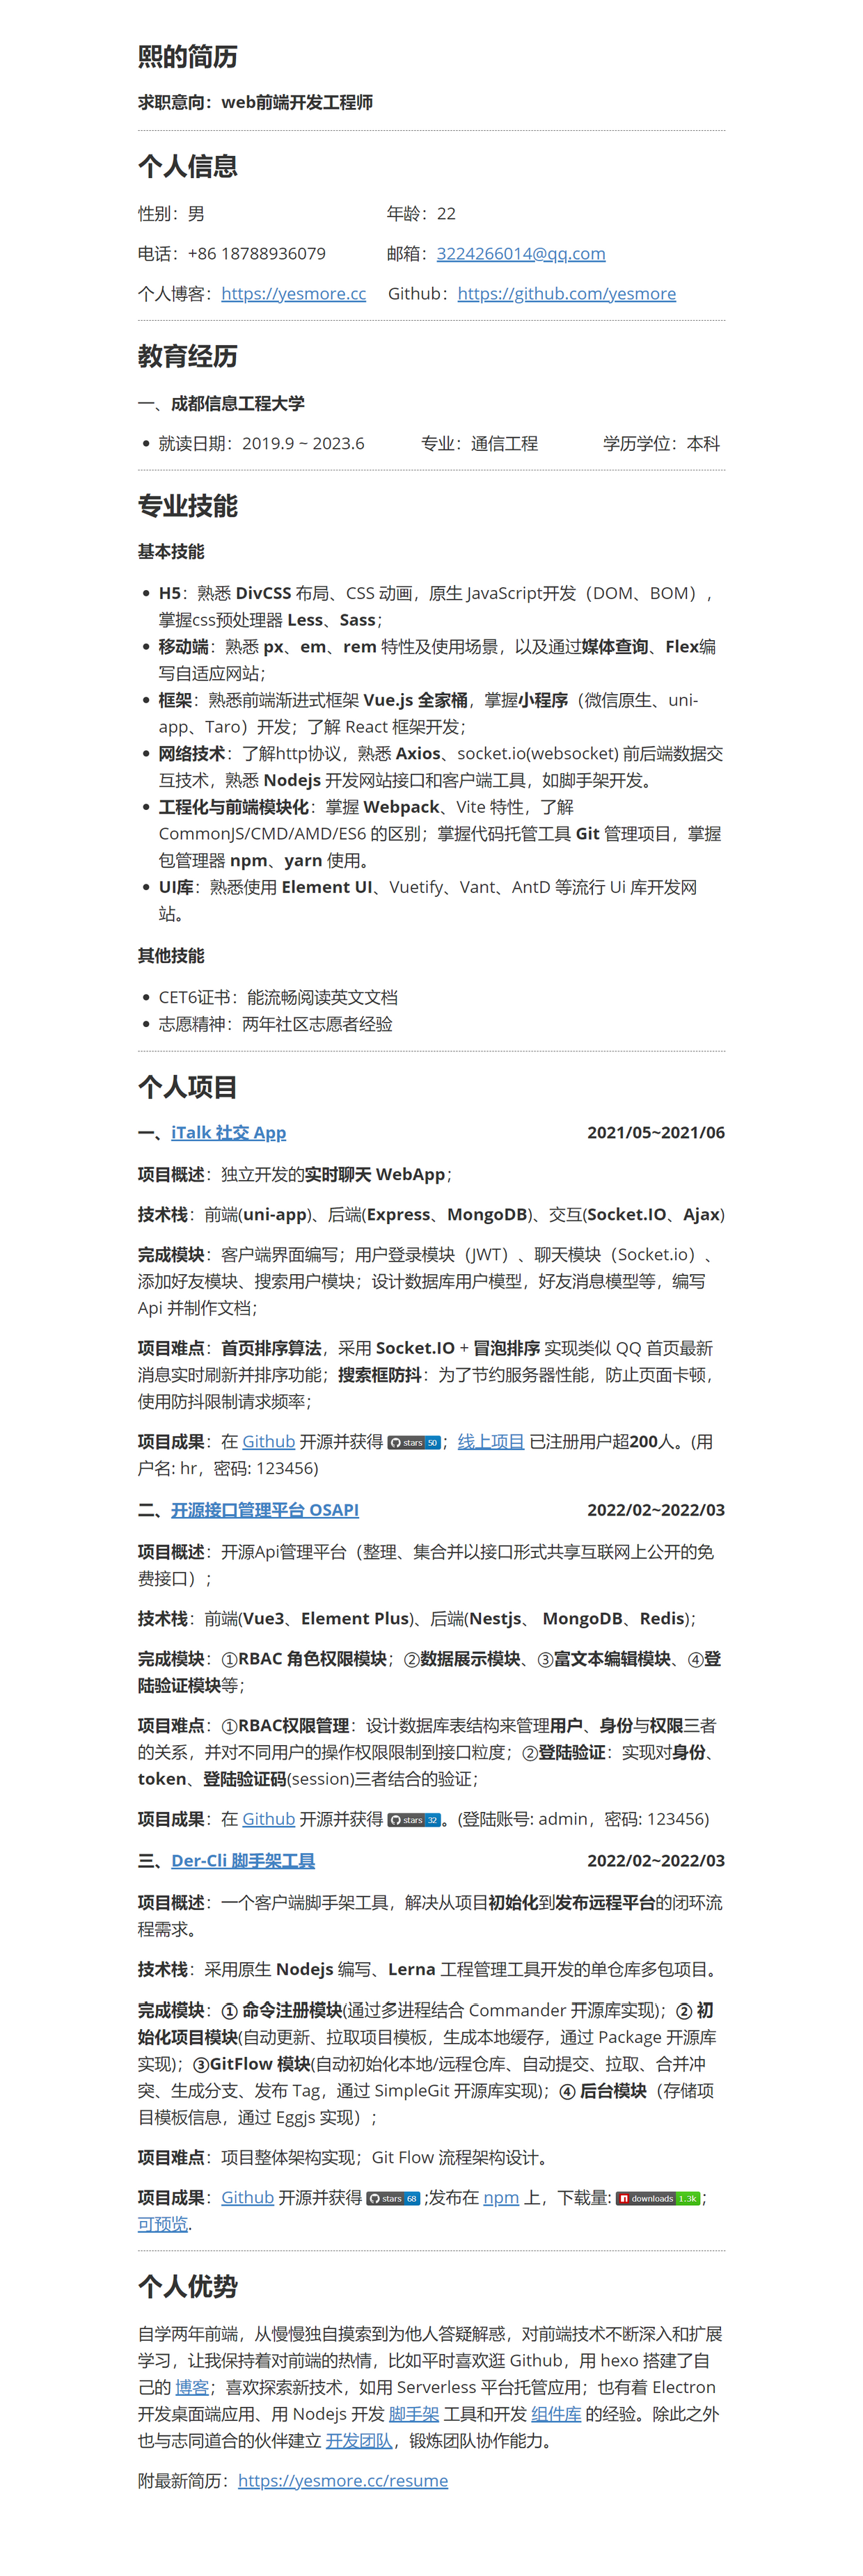 熙的简历
求职意向：web前端开发工程师
个人信息
性别：男 年龄：22
电话：+86 18788936079 邮箱：3224266014@qq.com
个人博客：https://yesmore.cc Github：https://github.com/yesmore
教育经历
一、成都信息工程大学
• 就读日期：2019.9 ~ 2023.6 专业：通信工程 学历学位：本科
专业技能
基本技能
• H5：熟悉 DivCSS 布局、CSS 动画，原生 JavaScript开发（DOM、BOM），
掌握css预处理器 Less、Sass；
• 移动端：熟悉 px、em、rem 特性及使用场景，以及通过媒体查询、Flex编
写自适应网站；
• 框架：熟悉前端渐进式框架 Vue.js 全家桶，掌握小程序（微信原生、uni-
app、Taro）开发；了解 React 框架开发；
• 网络技术：了解http协议，熟悉 Axios、socket.io(websocket) 前后端数据交
互技术，熟悉 Nodejs 开发网站接口和客户端工具，如脚手架开发。
• 工程化与前端模块化：掌握 Webpack、Vite 特性，了解
CommonJS/CMD/AMD/ES6 的区别；掌握代码托管工具 Git 管理项目，掌握
包管理器 npm、yarn 使用。
• UI库：熟悉使用 Element UI、Vuetify、Vant、AntD 等流行 Ui 库开发网
站。
其他技能
• CET6证书：能流畅阅读英文文档
• 志愿精神：两年社区志愿者经验
个人项目
一、iTalk 社交 App 2021/05~2021/06
项目概述：独立开发的实时聊天 WebApp；
技术栈：前端(uni-app)、后端(Express、MongoDB)、交互(Socket.IO、Ajax)
完成模块：客户端界面编写；用户登录模块（JWT）、聊天模块（Socket.io）、
添加好友模块、搜索用户模块；设计数据库用户模型，好友消息模型等，编写
Api 并制作文档；
项目难点：首页排序算法，采用 Socket.IO + 冒泡排序 实现类似 QQ 首页最新
消息实时刷新并排序功能；搜索框防抖：为了节约服务器性能，防止页面卡顿，
使用防抖限制请求频率；
项目成果：在 Github 开源并获得 stars 50；线上项目 已注册用户超200人。(用
户名: hr，密码: 123456)
二、开源接口管理平台 OSAPI 2022/02~2022/03
项目概述：开源Api管理平台（整理、集合并以接口形式共享互联网上公开的免
费接口）；
技术栈：前端(Vue3、Element Plus)、后端(Nestjs、 MongoDB、Redis)；
完成模块：①RBAC 角色权限模块；②数据展示模块、③富文本编辑模块、④登
陆验证模块等；
项目难点：①RBAC权限管理：设计数据库表结构来管理用户、身份与权限三者
的关系，并对不同用户的操作权限限制到接口粒度；②登陆验证：实现对身份、
token、登陆验证码(session)三者结合的验证；
项目成果：在 Github 开源并获得 stars 32。(登陆账号: admin，密码: 123456)
三、Der-Cli 脚手架工具 2022/02~2022/03
项目概述：一个客户端脚手架工具，解决从项目初始化到发布远程平台的闭环流
程需求。
技术栈：采用原生 Nodejs 编写、Lerna 工程管理工具开发的单仓库多包项目。
完成模块：① 命令注册模块(通过多进程结合 Commander 开源库实现)；② 初
始化项目模块(自动更新、拉取项目模板，生成本地缓存，通过 Package 开源库
实现)；③GitFlow 模块(自动初始化本地/远程仓库、自动提交、拉取、合并冲
突、生成分支、发布 Tag，通过 SimpleGit 开源库实现)；④ 后台模块（存储项
目模板信息，通过 Eggjs 实现）；
项目难点：项目整体架构实现；Git Flow 流程架构设计。
项目成果：Github 开源并获得 stars 68 ;发布在 npm 上，下载量: downloads 1.3k；
可预览.
个人优势
自学两年前端，从慢慢独自摸索到为他人答疑解惑，对前端技术不断深入和扩展
学习，让我保持着对前端的热情，比如平时喜欢逛 Github，用 hexo 搭建了自
己的 博客；喜欢探索新技术，如用 Serverless 平台托管应用；也有着 Electron
开发桌面端应用、用 Nodejs 开发 脚手架 工具和开发 组件库 的经验。除此之外
也与志同道合的伙伴建立 开发团队，锻炼团队协作能力。
附最新简历：https://yesmore.cc/resume